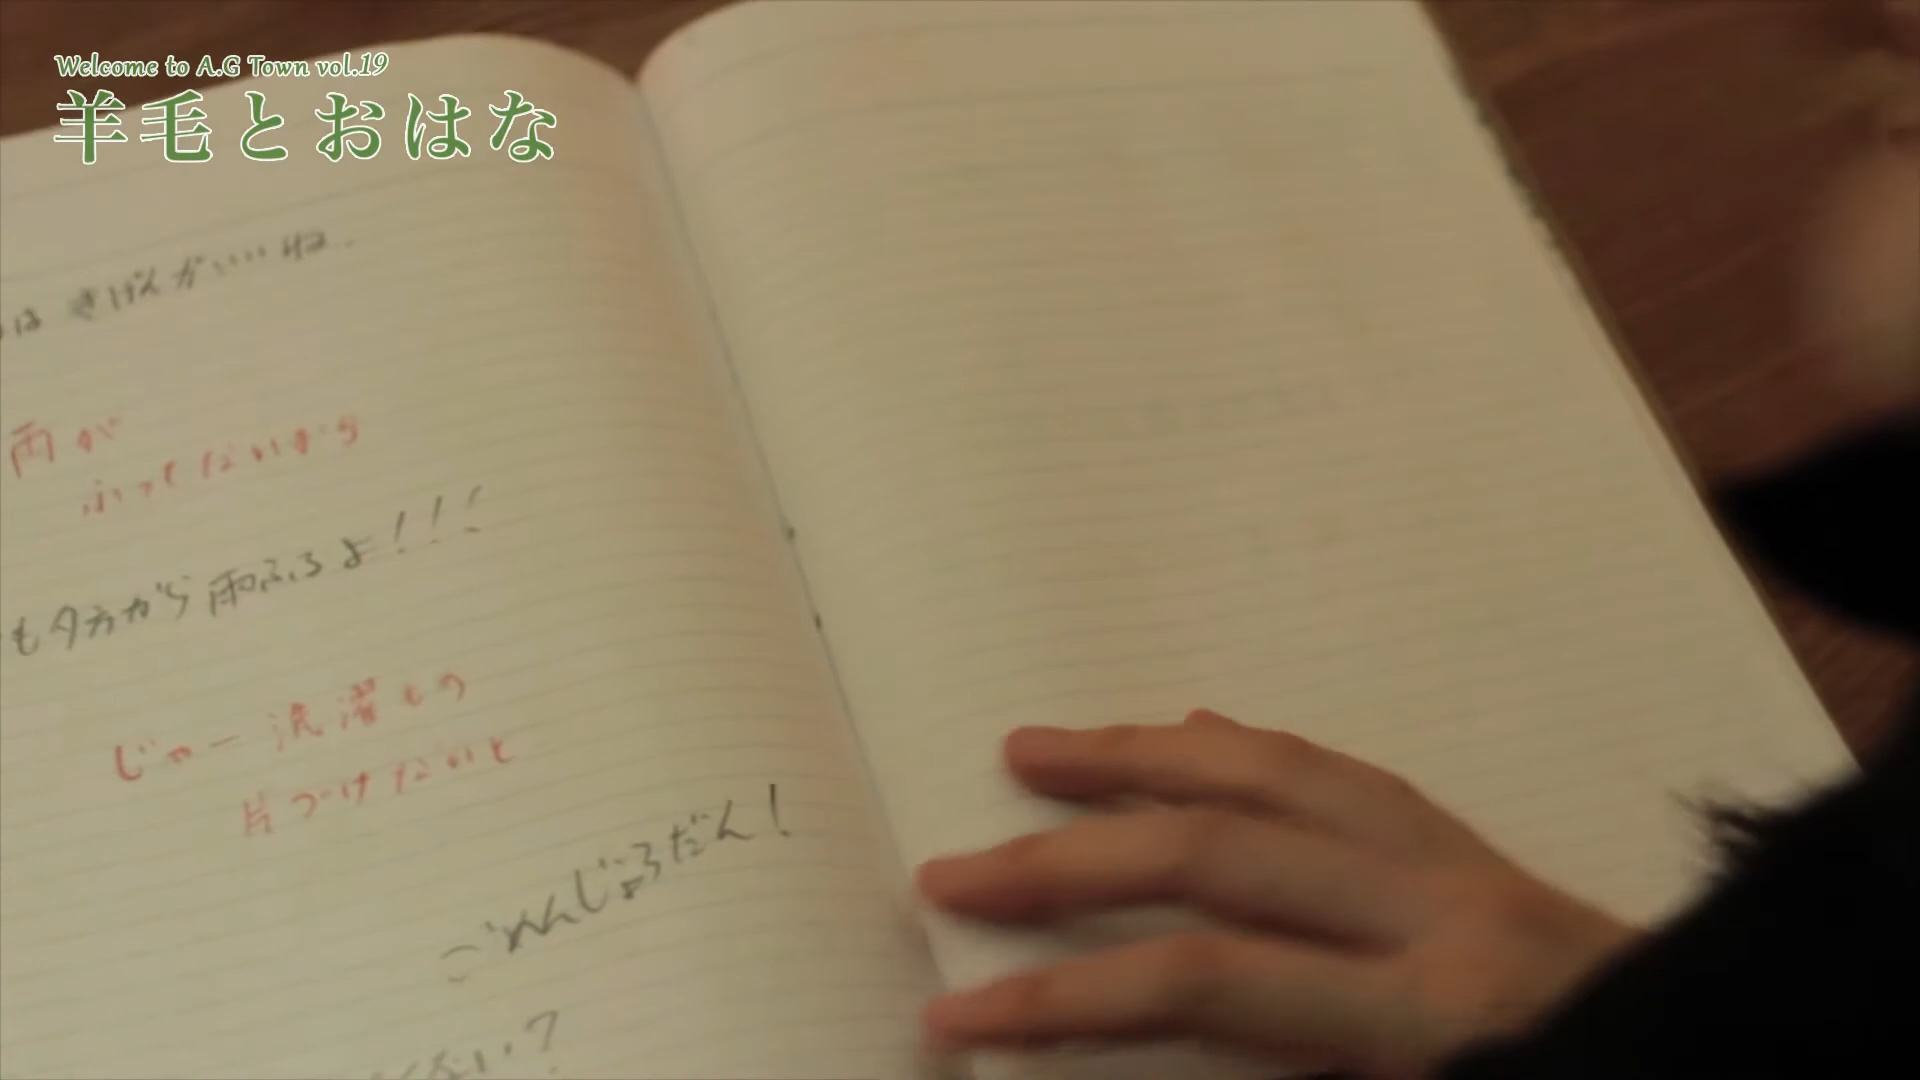 Welcome to A.G Town vol.19
羊毛とおはな
は きげんがいいね
雨が
ふってないから
も夕方から雨ふるよ!!!
じゃー洗濯もの
片づけないと
ごめんじょうだん!
ない?